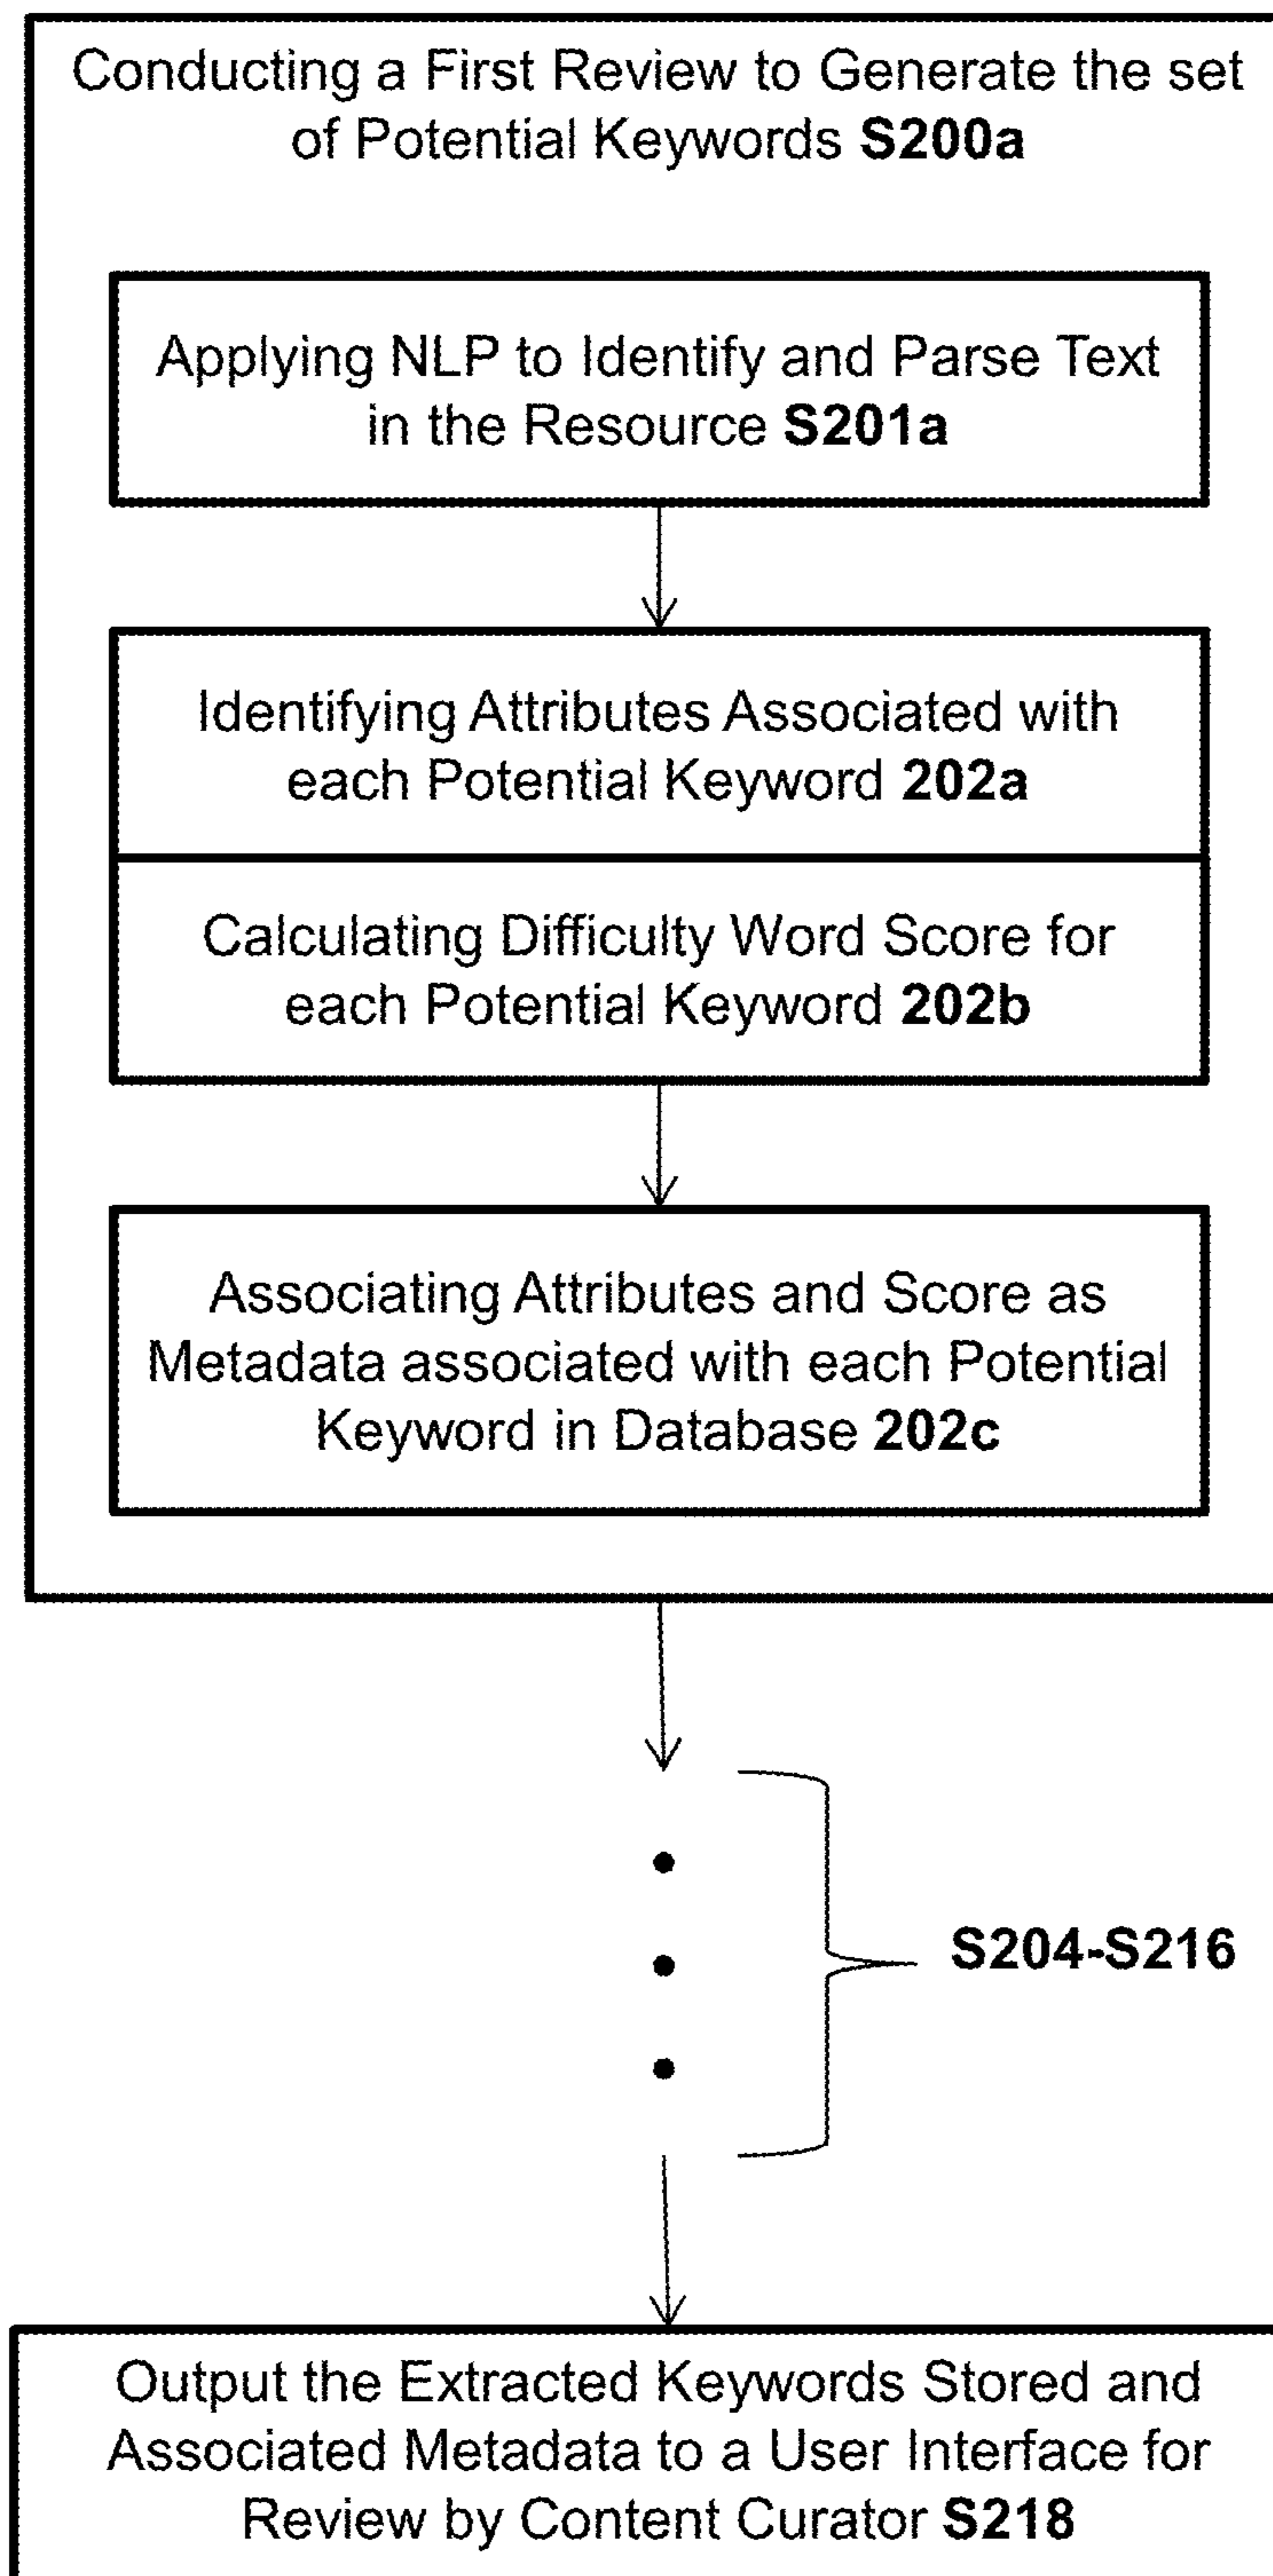 Conducting a First Review to Generate the set
of Potential Keywords S200a
Applying NLP to Identify and Parse Text
in the Resource S201a
Identifying Attributes Associated with
each Potential Keyword 202a
Calculating Difficulty Word Score for
each Potential Keyword 202b
Associating Attributes and Score as
Metadata associated with each Potential
Keyword in Database 202c
S204-S216
Output the Extracted Keywords Stored and
Associated Metadata to a User Interface for
Review by Content Curator S218